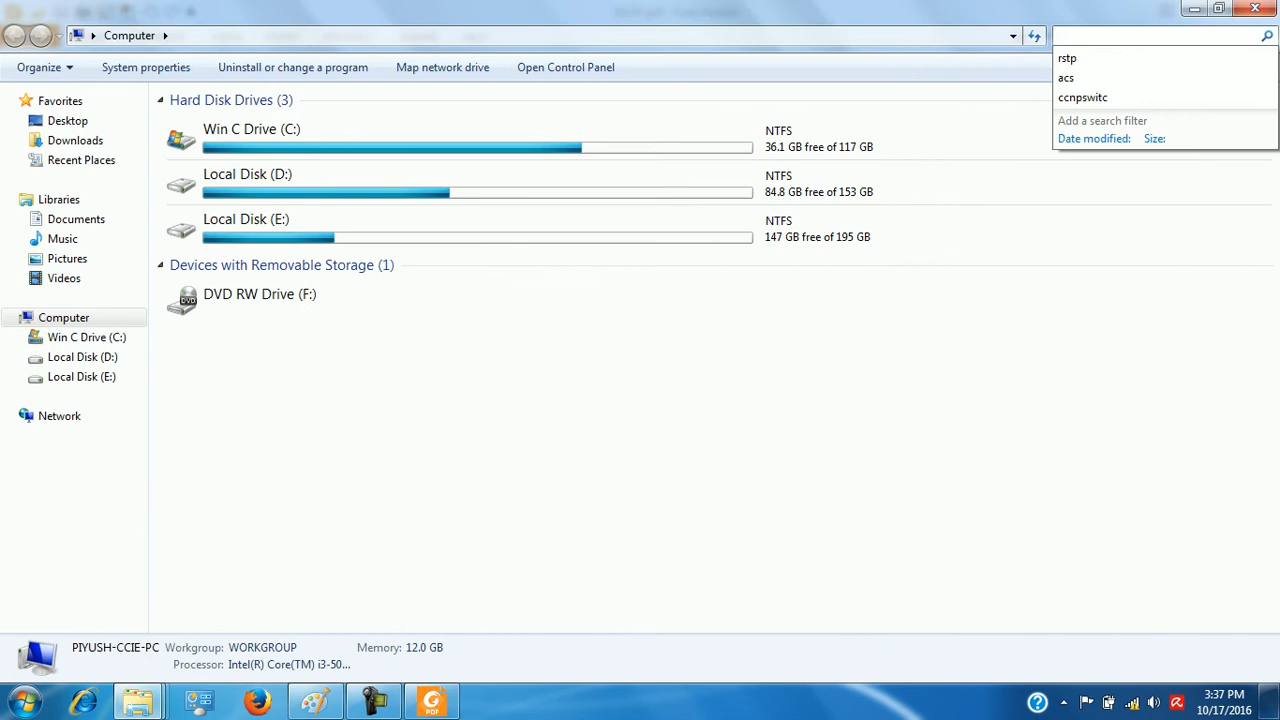 Computer
rstp
acs
ccnpswitc
Add a search filter
Date modified: Size:
Organize System properties Uninstall or change a program Map network drive Open Control Panel
Favorites
Desktop
Downloads
Recent Places
Libraries
Documents
Music
Pictures
Videos
Computer
Win C Drive (C:)
Local Disk (D:)
Local Disk (E:)
Network
Hard Disk Drives (3)
Win C Drive (C:)
NTFS
36.1 GB free of 117 GB
Local Disk (D:)
NTFS
84.8 GB free of 153 GB
Local Disk (E:)
NTFS
147 GB free of 195 GB
Devices with Removable Storage (1)
DVD
DVD RW Drive (F:)
PIYUSH-CCIE-PC Workgroup: WORKGROUP Memory: 12.0 GB
Processor: Intel(R) Core(TM) i3-50...
PDF
3:37 PM
10/17/2016